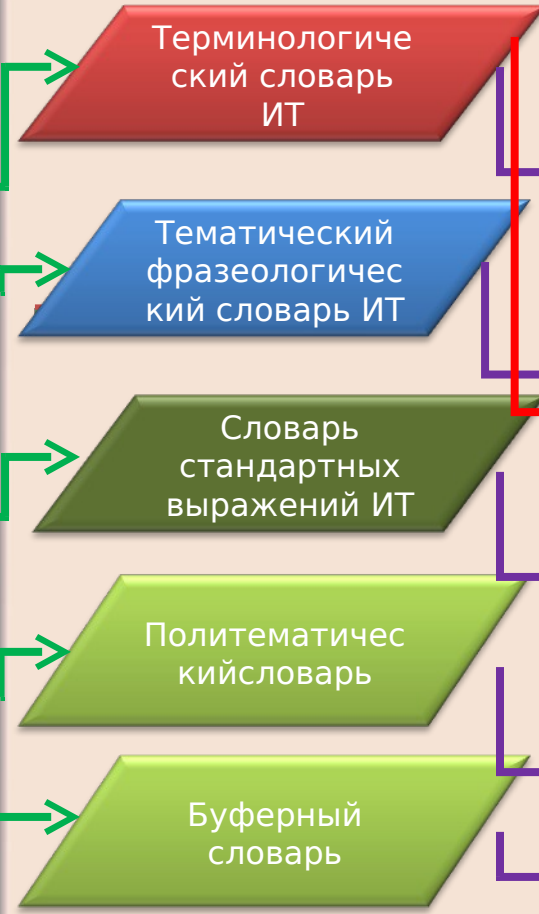 Терминологиче
ский словарь
ИТ
Тематический
фразеологичес
кий словарь ИТ
Словарь
стандартных
выражений ИТ
Политематичес
кийсловарь
Буферный
словарь